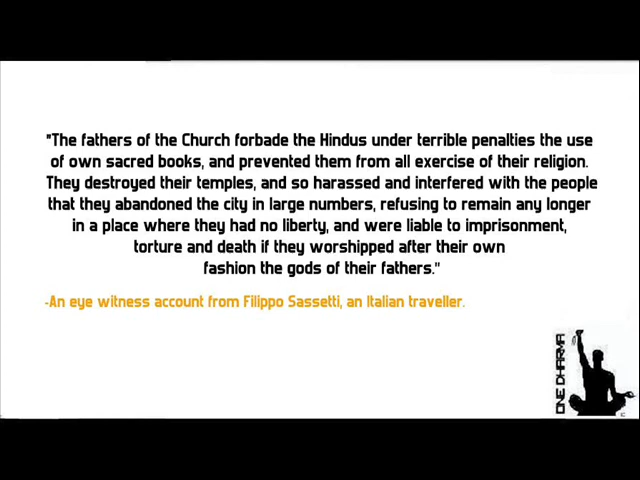 "The fathers of the Church forbade the Hindus under terrible penalties the use
of own sacred books, and prevented them from all exercise of their religion.
They destroyed their temples, and so harassed and interfered with the people
that they abandoned the city in large numbers, refusing to remain any longer
in a place where they had no liberty, and were liable to imprisonment,
torture and death if they worshipped after their own
fashion the gods of their fathers."
-An eye witness account from Filippo Sassetti, an Italian traveller.
ONE DHARMA